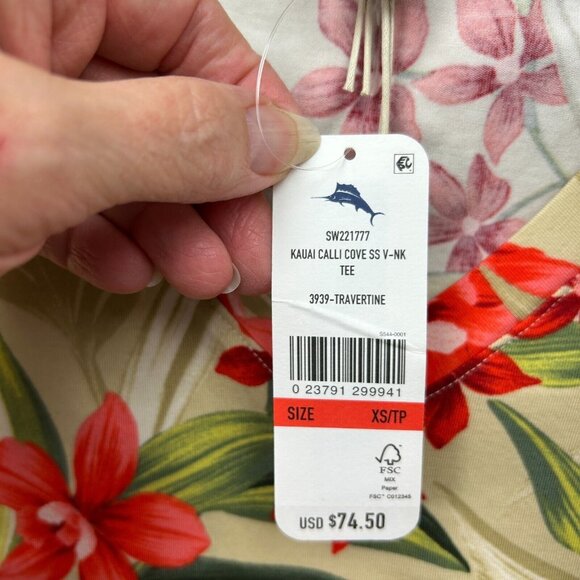 SW221777
KAUAI CALLI COVE SS V-NK
TEE
3939-TRAVERTINE
S544-0001
0 23791 299941
SIZE XS/TP
FSC
MIX
Paper
FSC™ C012345
USD $74.50